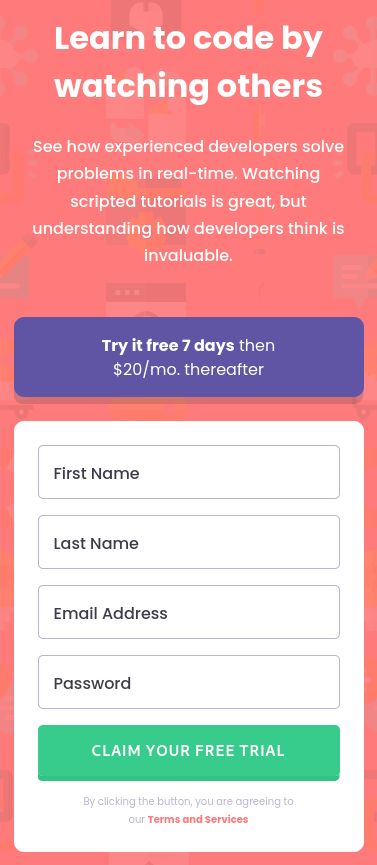 Learn to code by
watching others
See how experienced developers solve
problems in real-time. Watching
scripted tutorials is great, but
understanding how developers think is
invaluable.
Try it free 7 days then
$20/mo. thereafter
First Name
Last Name
Email Address
Password
CLAIM YOUR FREE TRIAL
By clicking the button, you are agreeing to
our Terms and Services